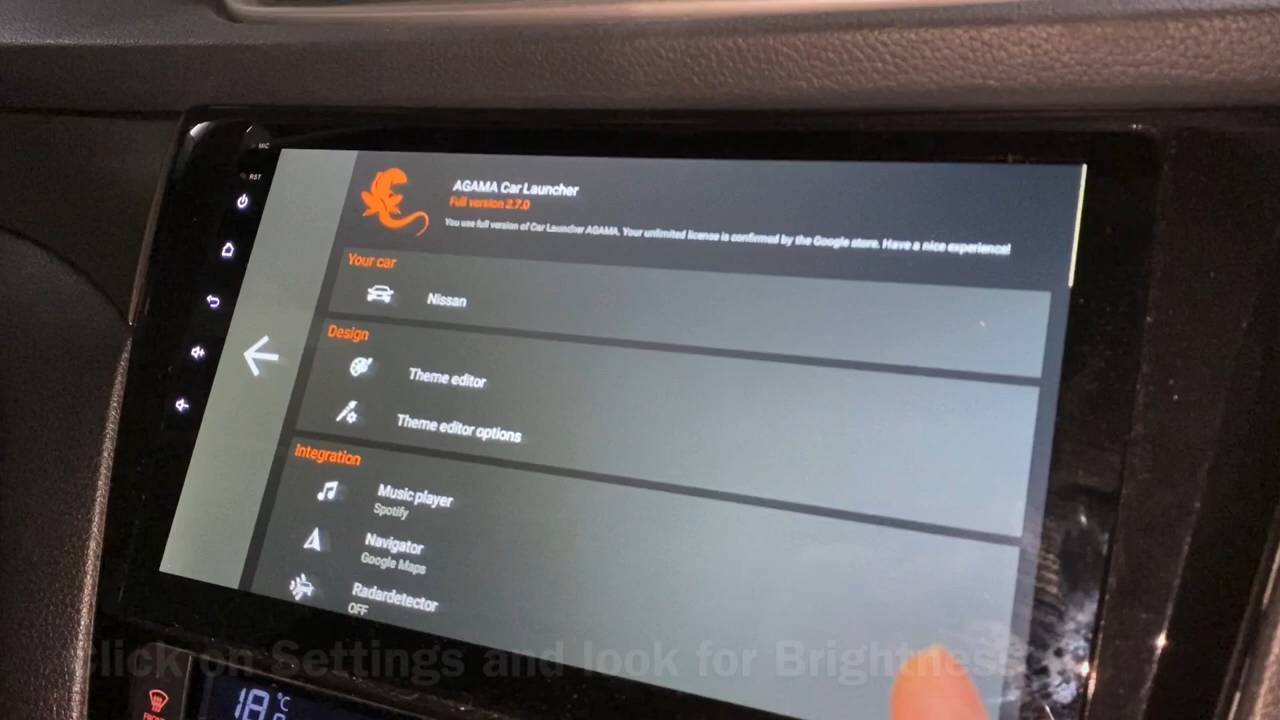 MIC
RST
AGAMA Car Launcher
Full version 2.7.0
You use full version of Car Launcher AGAMA. Your unlimited license is confirmed by the Google store. Have a nice experience!
Your car
Nissan
Design
Theme editor
Theme editor options
Integration
Music player
Spotify
Navigator
Google Maps
Radardetector
OFF
Click on Settings and look for Brightness
18 °C